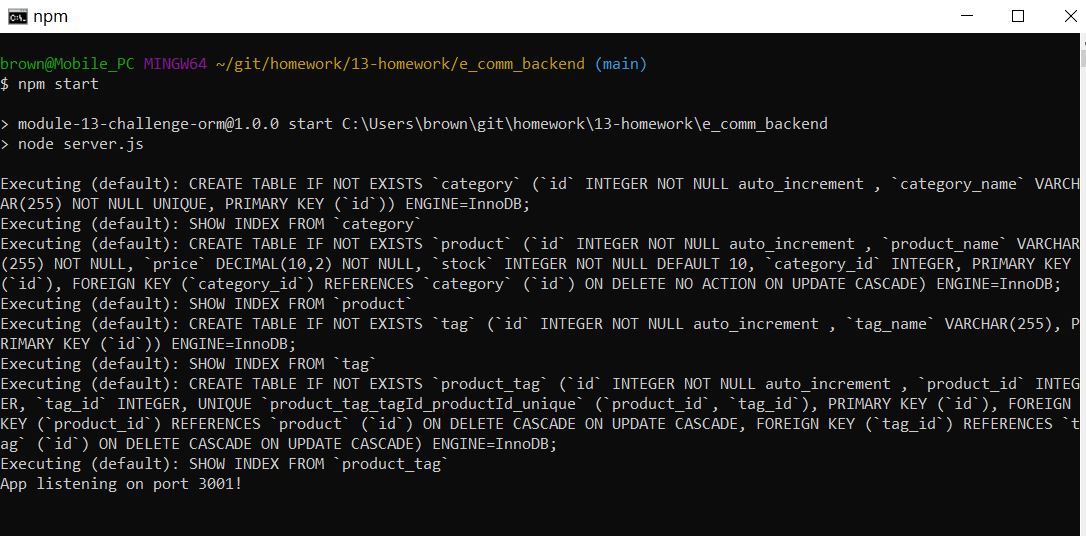 npm
brown@Mobile_PC MINGW64 ~/git/homework/13-homework/e_comm_backend (main)
$ npm start
> module-13-challenge-orm@1.0.0 start C:\Users\brown\git\homework\13-homework\e_comm_backend
> node server.js
Executing (default): CREATE TABLE IF NOT EXISTS `category` (`id` INTEGER NOT NULL auto_increment , `category_name` VARCH
AR(255) NOT NULL UNIQUE, PRIMARY KEY (`id`)) ENGINE=InnoDB;
Executing (default): SHOW INDEX FROM `category`
Executing (default): CREATE TABLE IF NOT EXISTS `product` (`id` INTEGER NOT NULL auto_increment , `product_name` VARCHAR
(255) NOT NULL, `price` DECIMAL(10,2) NOT NULL, `stock` INTEGER NOT NULL DEFAULT 10, `category_id` INTEGER, PRIMARY KEY
(`id`), FOREIGN KEY (`category_id`) REFERENCES `category` (`id`) ON DELETE NO ACTION ON UPDATE CASCADE) ENGINE=InnoDB;
Executing (default): SHOW INDEX FROM `product`
Executing (default): CREATE TABLE IF NOT EXISTS `tag` (`id` INTEGER NOT NULL auto_increment , `tag_name` VARCHAR(255), P
RIMARY KEY (`id`)) ENGINE=InnoDB;
Executing (default): SHOW INDEX FROM `tag`
Executing (default): CREATE TABLE IF NOT EXISTS `product_tag` (`id` INTEGER NOT NULL auto_increment , `product_id` INTEG
ER, `tag_id` INTEGER, UNIQUE `product_tag_tagId_productId_unique` (`product_id`, `tag_id`), PRIMARY KEY (`id`), FOREIGN
KEY (`product_id`) REFERENCES `product` (`id`) ON DELETE CASCADE ON UPDATE CASCADE, FOREIGN KEY (`tag_id`) REFERENCES `t
ag` (`id`) ON DELETE CASCADE ON UPDATE CASCADE) ENGINE=InnoDB;
Executing (default): SHOW INDEX FROM `product_tag`
App listening on port 3001!